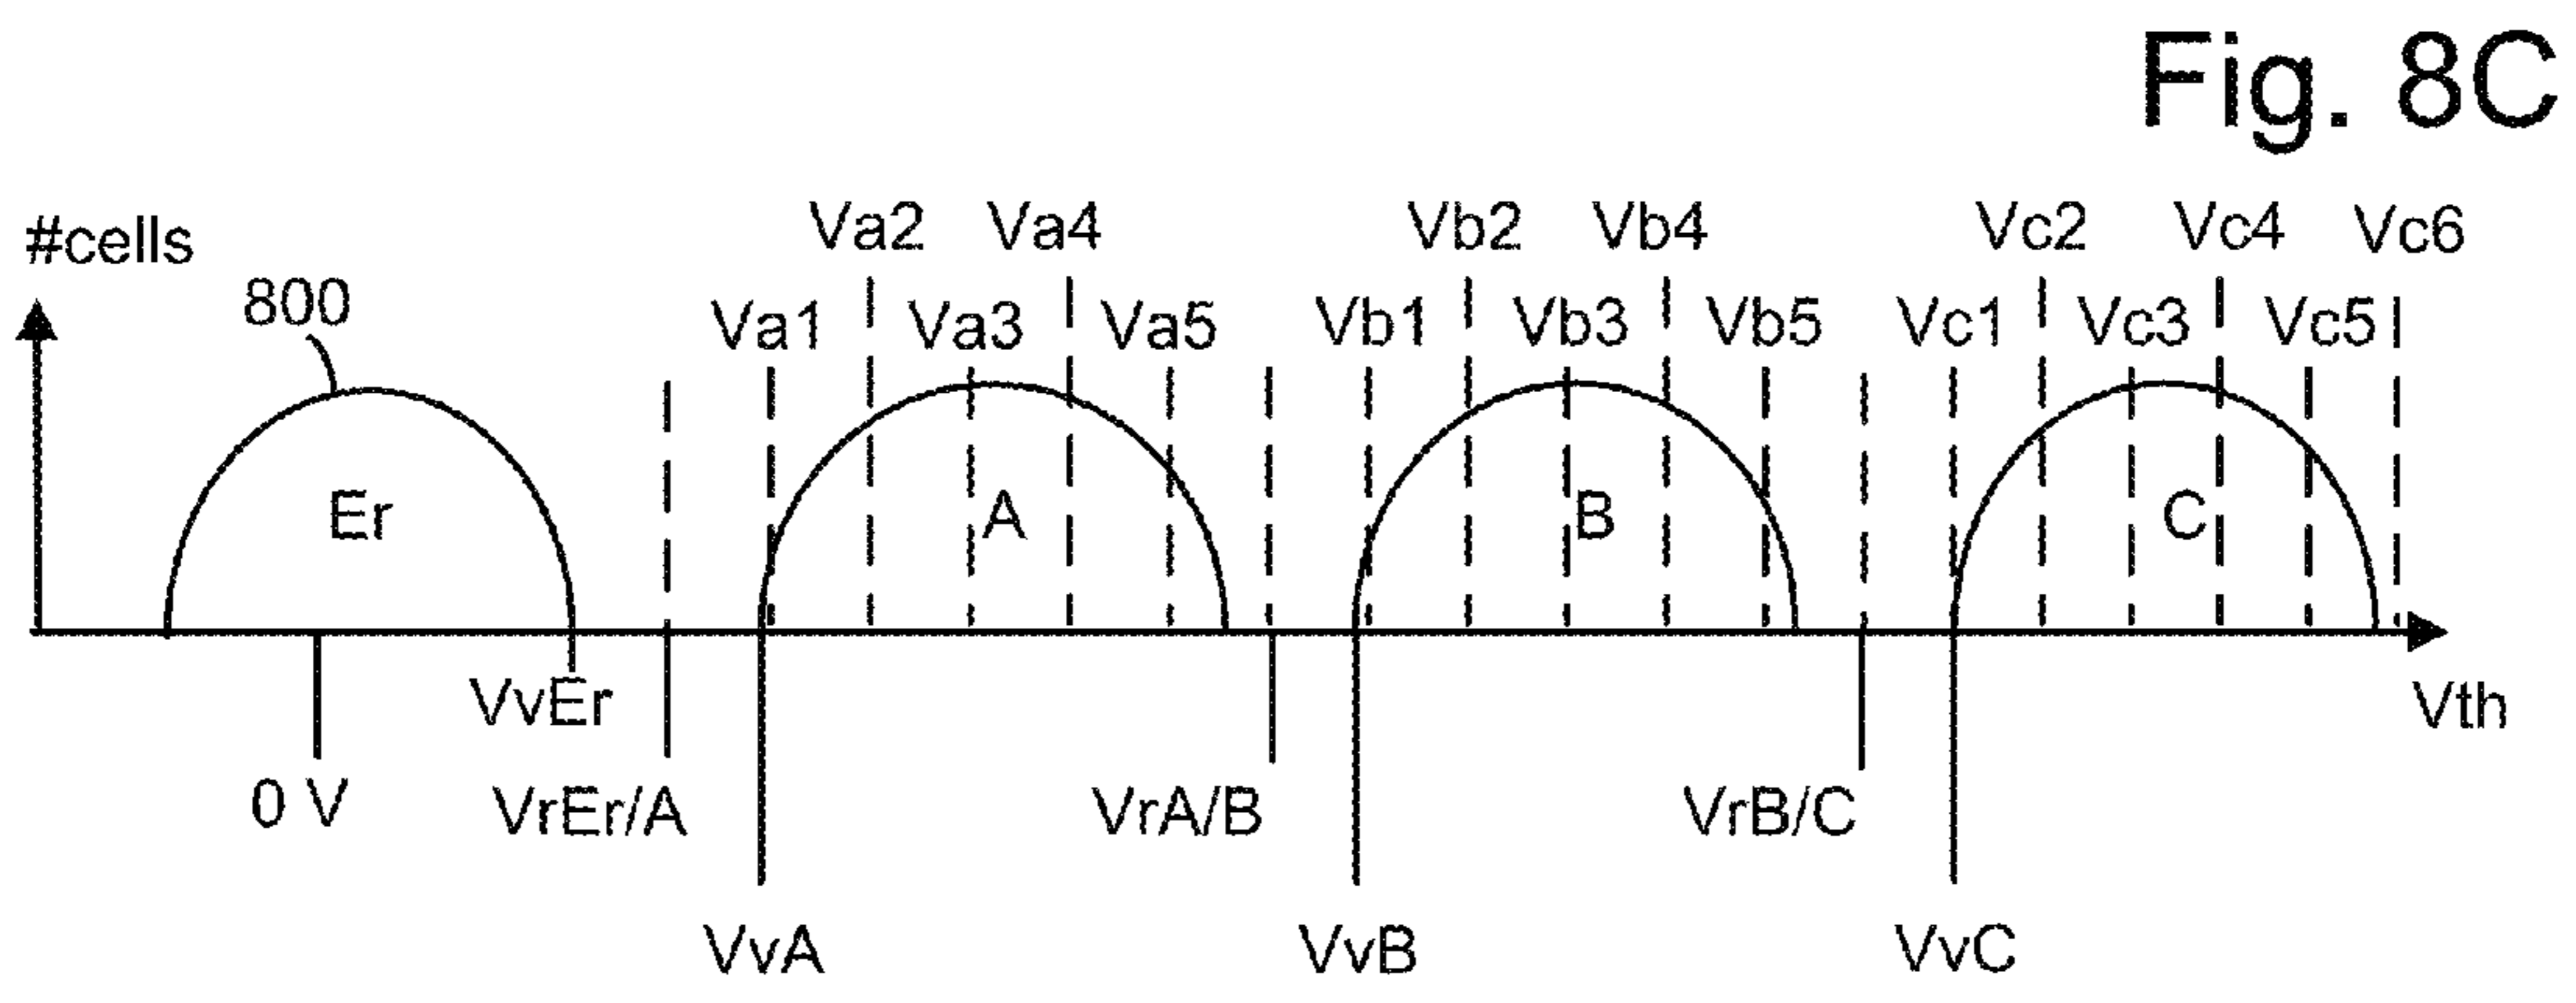 Fig. 8C
#cells
Va2 Va4 Vb2 Vb4 Vc2 Vc4 Vc6
800
Va1 Va3 Va5 Vb1 Vb3 Vb5 Vc1 Vc3 Vc5
Er A B C
VvEr Vth
0 V VrEr/A VrA/B VrB/C
VvA VvB VvC